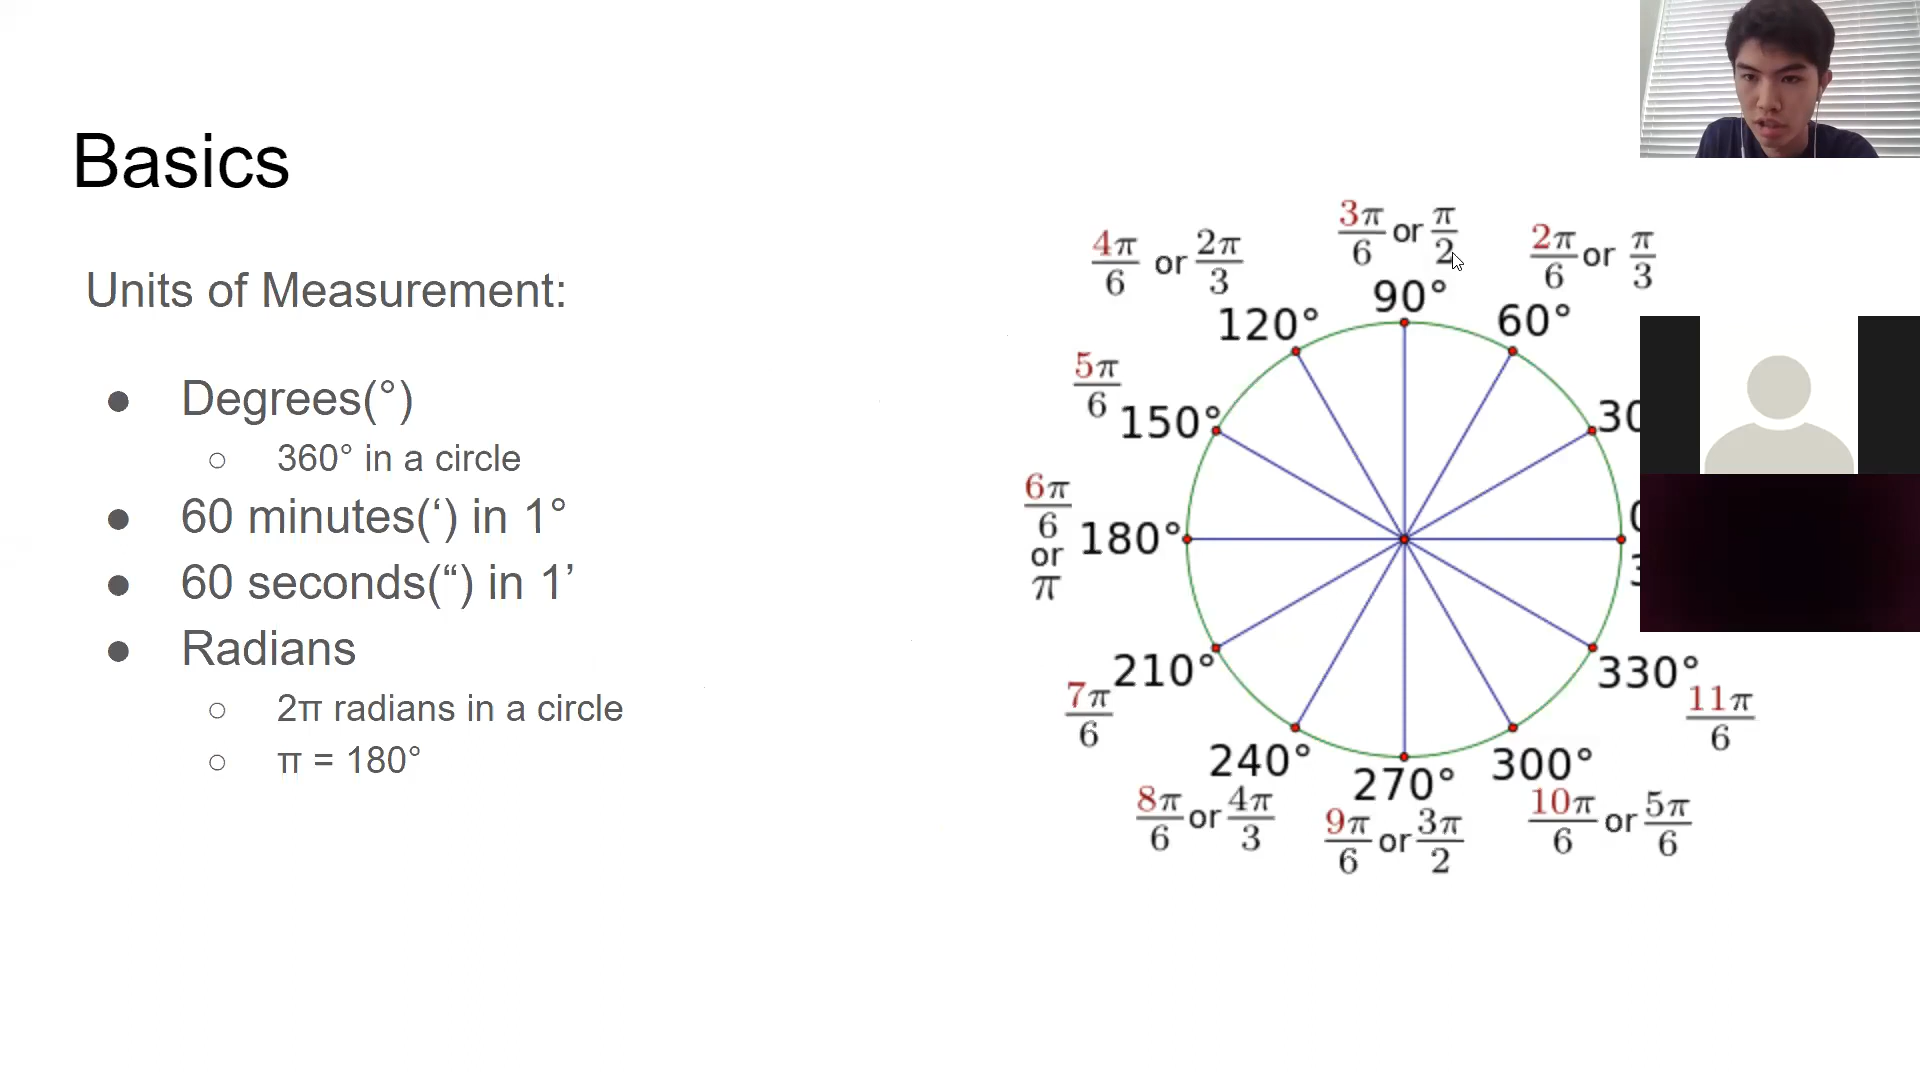 Basics
Units of Measurement:
● Degrees(°)
○ 360° in a circle
● 60 minutes(‘) in 1°
● 60 seconds(“) in 1’
● Radians
○ 2π radians in a circle
○ π = 180°
3π/6 or π/2
90°
4π/6 or 2π/3
120°
2π/6 or π/3
60°
5π/6
150°
30
6π/6 or π
180°
7π/6
210°
330°
11π/6
8π/6 or 4π/3
240°
9π/6 or 3π/2
270°
10π/6 or 5π/6
300°